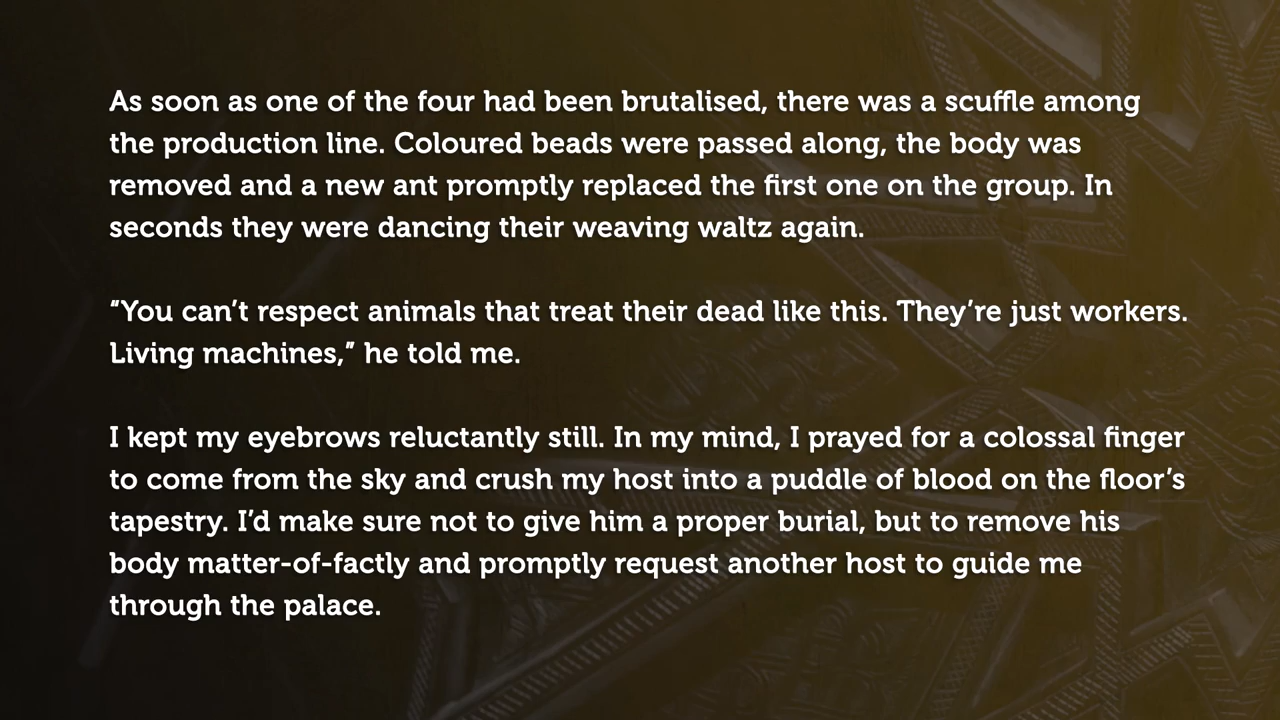 As soon as one of the four had been brutalised, there was a scuffle among
the production line. Coloured beads were passed along, the body was
removed and a new ant promptly replaced the first one on the group. In
seconds they were dancing their weaving waltz again.
“You can’t respect animals that treat their dead like this. They’re just workers.
Living machines,” he told me.
I kept my eyebrows reluctantly still. In my mind, I prayed for a colossal finger
to come from the sky and crush my host into a puddle of blood on the floor’s
tapestry. I’d make sure not to give him a proper burial, but to remove his
body matter-of-factly and promptly request another host to guide me
through the palace.